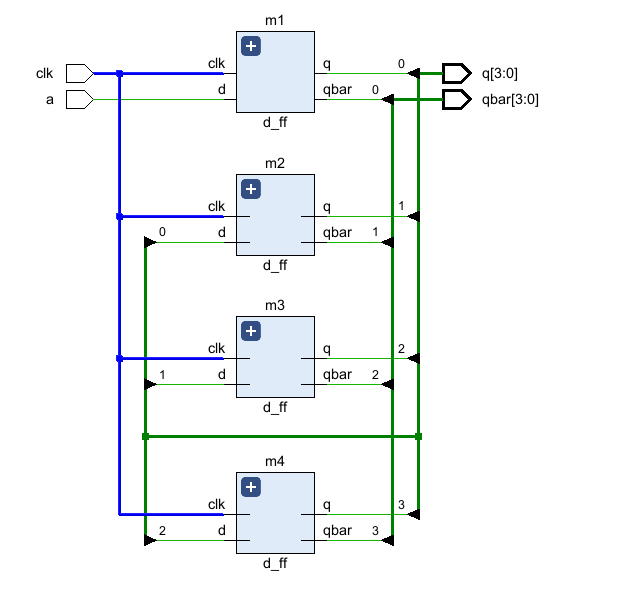 m1
clk clk q 0 q[3:0]
a d qbar 0 qbar[3:0]
d_ff
m2
clk q 1
0 d qbar 1
d_ff
m3
clk q 2
1 d qbar 2
d_ff
m4
clk q 3
2 d qbar 3
d_ff